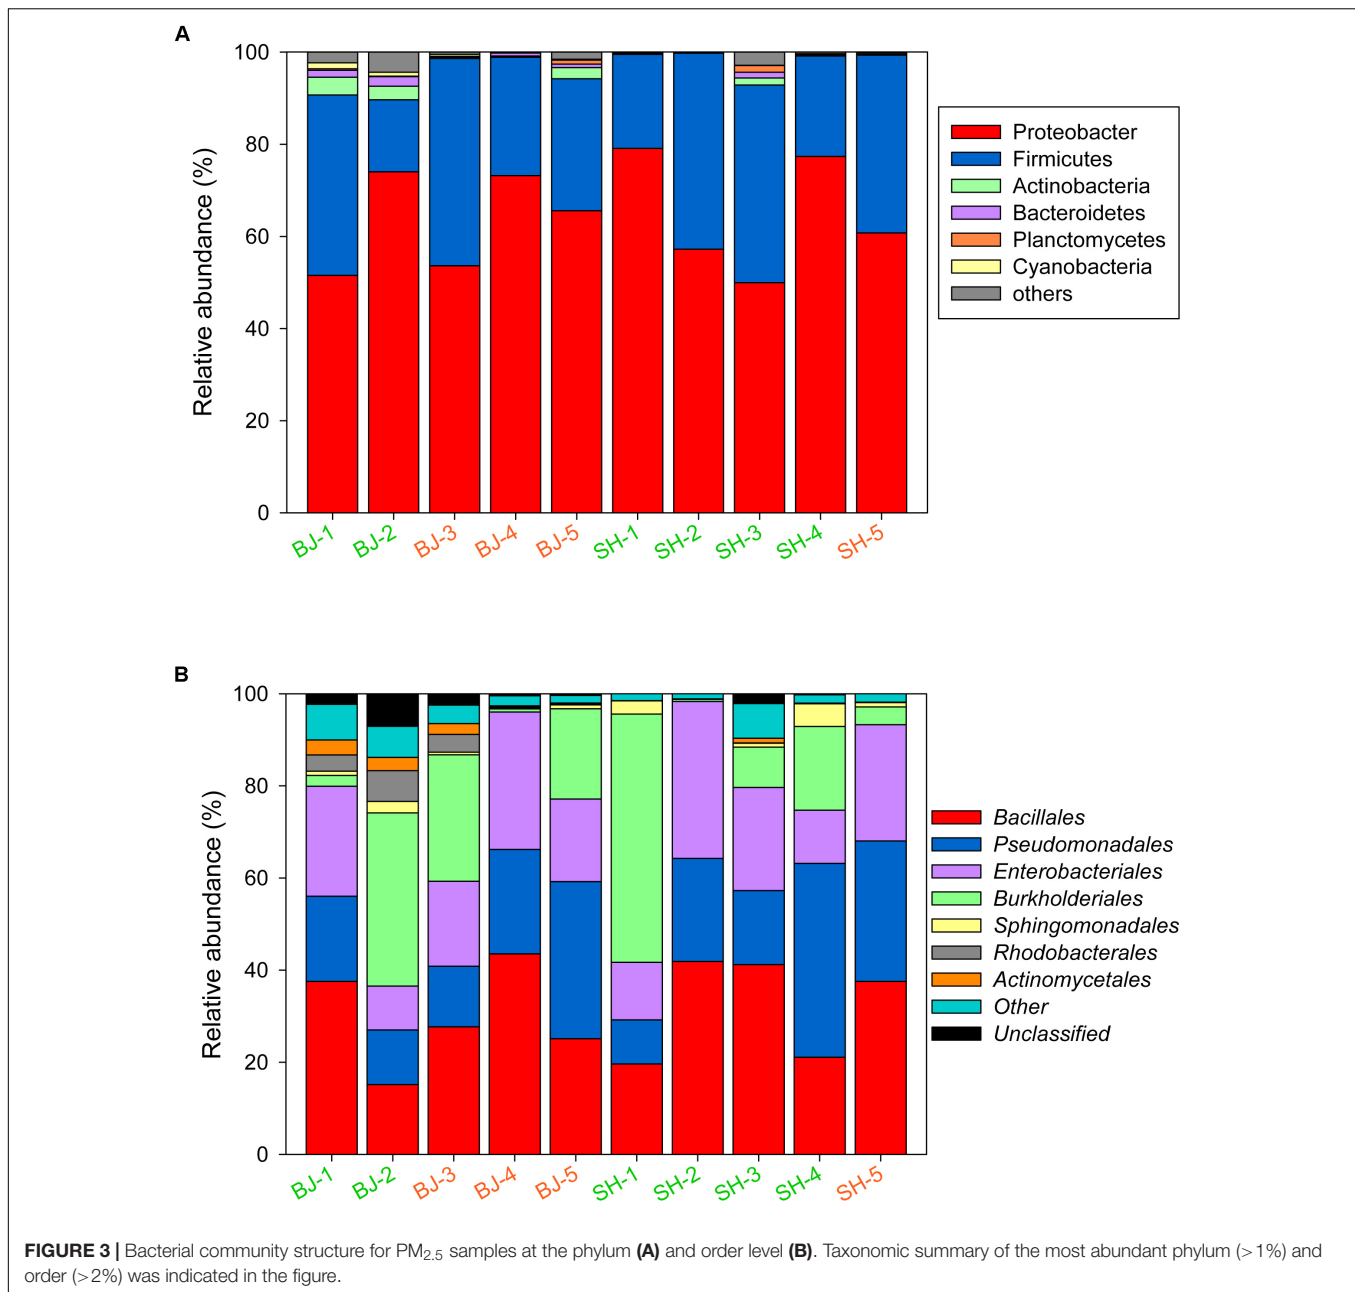 A
100
80
60
40
20
0
Relative abundance (%)
BJ-1 BJ-2 BJ-3 BJ-4 BJ-5 SH-1 SH-2 SH-3 SH-4 SH-5
Proteobacter
Firmicutes
Actinobacteria
Bacteroidetes
Planctomycetes
Cyanobacteria
others
B
100
80
60
40
20
0
Relative abundance (%)
BJ-1 BJ-2 BJ-3 BJ-4 BJ-5 SH-1 SH-2 SH-3 SH-4 SH-5
Bacillales
Pseudomonadales
Enterobacteriales
Burkholderiales
Sphingomonadales
Rhodobacterales
Actinomycetales
Other
Unclassified
FIGURE 3 | Bacterial community structure for PM2.5 samples at the phylum (A) and order level (B). Taxonomic summary of the most abundant phylum (>1%) and
order (>2%) was indicated in the figure.